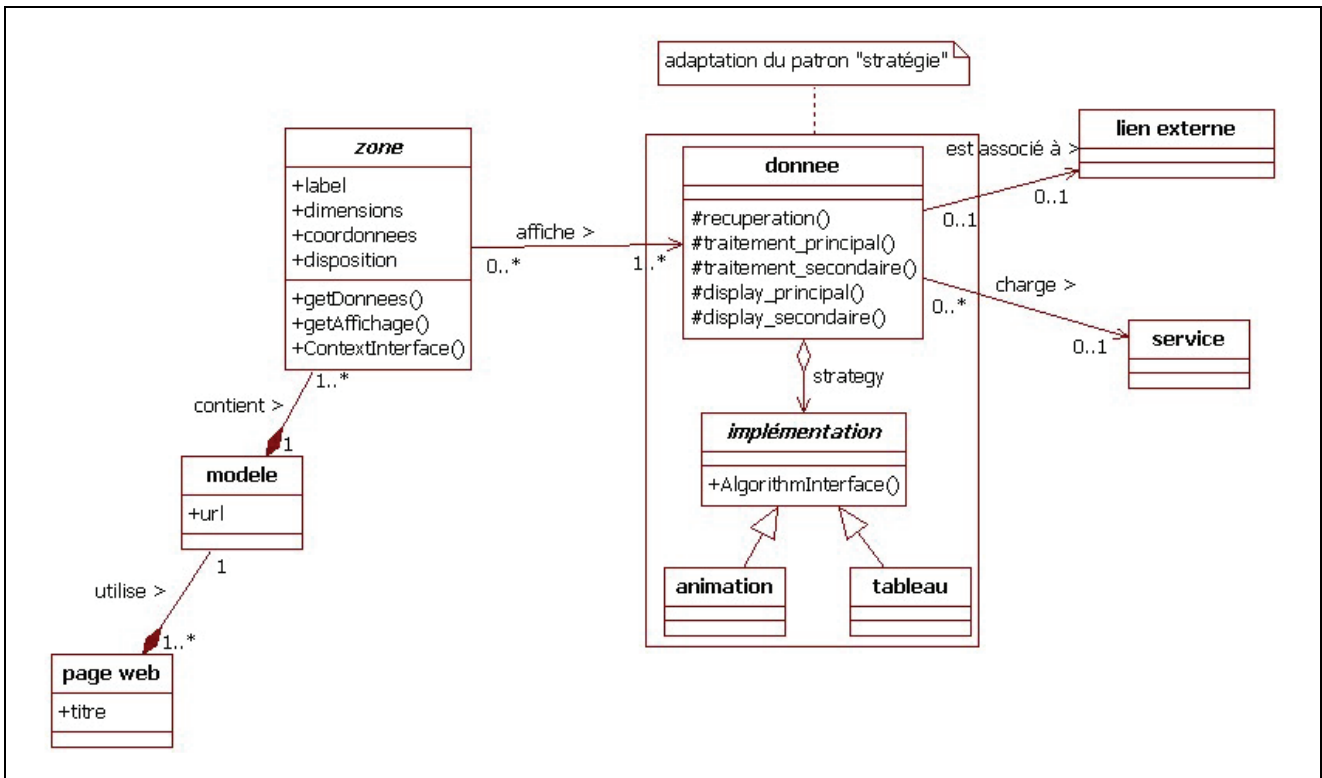 adaptation du patron "stratégie"
zone
+label
+dimensions
+coordonnees
+disposition
+getDonnees()
+getAffichage()
+ContextInterface()
affiche >
0..*
1..*
donnee
#recuperation()
#traitement_principal()
#traitement_secondaire()
#display_principal()
#display_secondaire()
est associé à >
0..1
0..1
lien externe
charge >
0..*
0..1
service
strategy
implémentation
+AlgorithmInterface()
animation
tableau
1..*
contient >
1
modele
+url
1
utilise >
1..*
page web
+titre